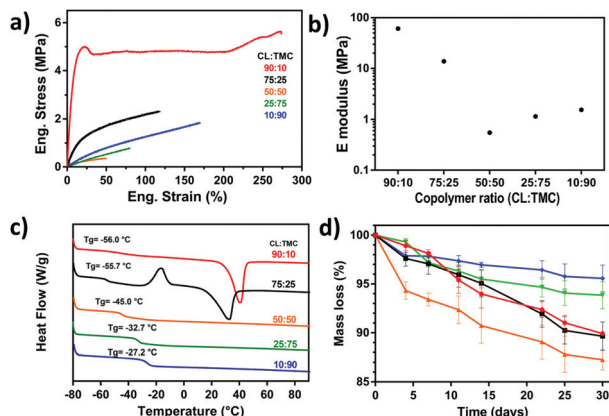 a)
Eng. Stress (MPa)
6
4
2
0
CL:TMC
90:10
75:25
50:50
25:75
10:90
0 50 100 150 200 250 300
Eng. Strain (%)
b)
E modulus (MPa)
100
10
1
0.1
90:10 75:25 50:50 25:75 10:90
Copolymer ratio (CL:TMC)
c)
Heat Flow (W/g)
Tg= -56.0 °C
Tg= -55.7 °C
Tg= -45.0 °C
Tg= -32.7 °C
Tg= -27.2 °C
CL:TMC
90:10
75:25
50:50
25:75
10:90
-80 -60 -40 -20 0 20 40 60 80
Temperature (°C)
d)
Mass loss (%)
100
95
90
85
0 5 10 15 20 25 30
Time (days)